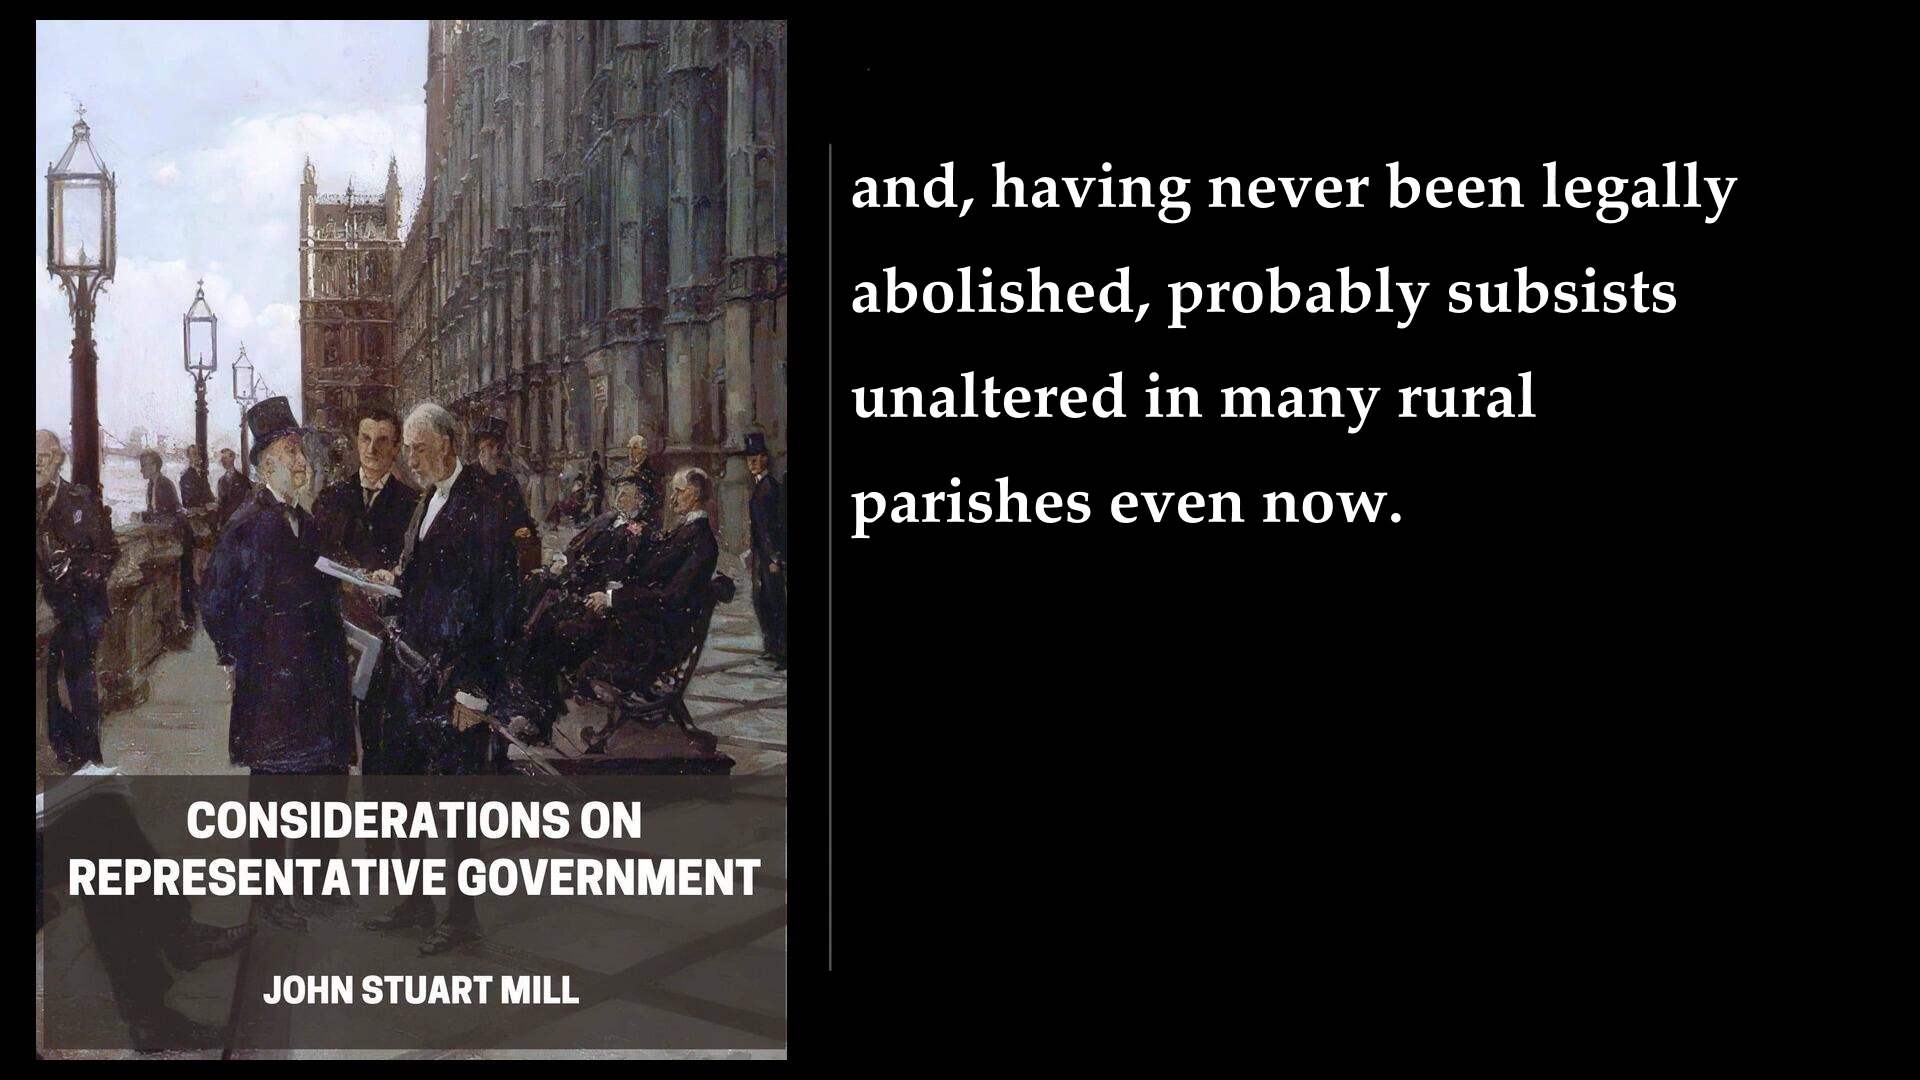 CONSIDERATIONS ON
REPRESENTATIVE GOVERNMENT
JOHN STUART MILL
and, having never been legally
abolished, probably subsists
unaltered in many rural
parishes even now.